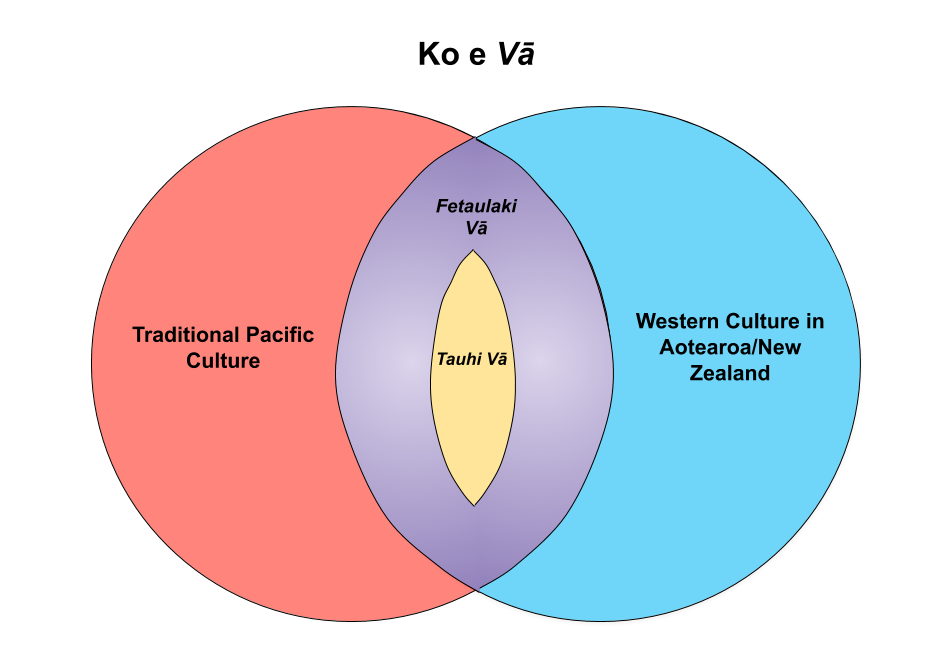 Ko e Vā
Fetaulaki
Vā
Traditional Pacific
Culture
Tauhi Vā
Western Culture in
Aotearoa/New
Zealand